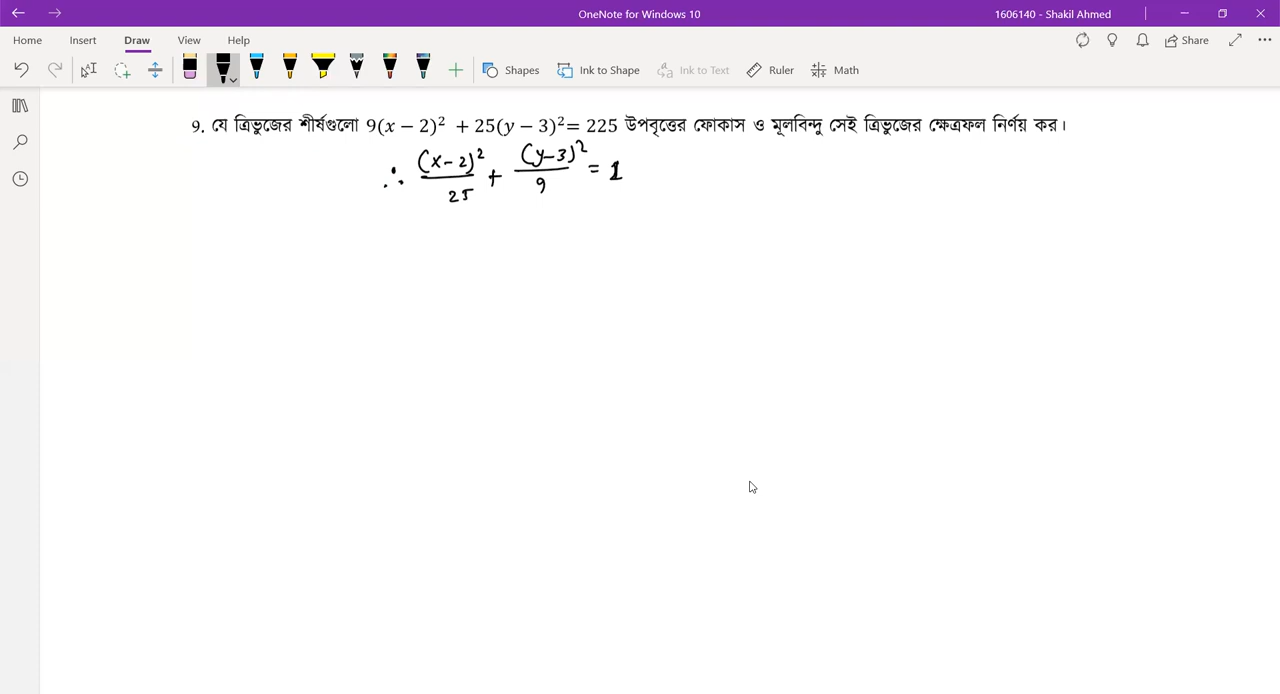 OneNote for Windows 10
1606140 - Shakil Ahmed
Home Insert Draw View Help
Share
Shapes Ink to Shape Ink to Text Ruler Math
9. যে ত্রিভুজের শীর্ষগুলো 9(x − 2)² + 25(y − 3)²= 225 উপবৃত্তের ফোকাস ও মূলবিন্দু সেই ত্রিভুজের ক্ষেত্রফল নির্ণয় কর।
∴ (x-2)²/25 + (y-3)²/9 = 1